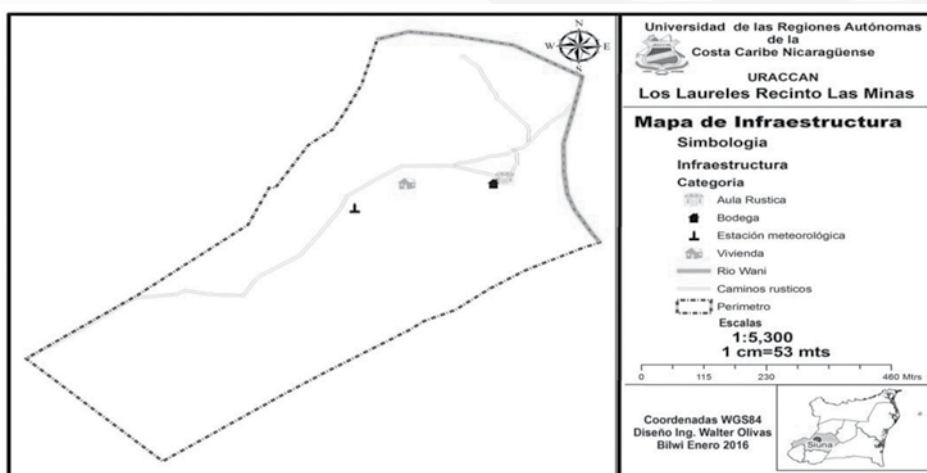 N
W
E
S
Universidad de las Regiones Autónomas
de la
Costa Caribe Nicaragüense
URACCAN
Los Laureles Recinto Las Minas
Mapa de Infraestructura
Simbologia
Infraestructura
Categoria
Aula Rustica
Bodega
Estación meteorológica
Vivienda
Rio Wani
Caminos rusticos
Perimetro
Escalas
1:5,300
1 cm=53 mts
0 115 230 460 Mtrs
Coordenadas WGS84
Diseño Ing. Walter Olivas
Bilwi Enero 2016
Siuna